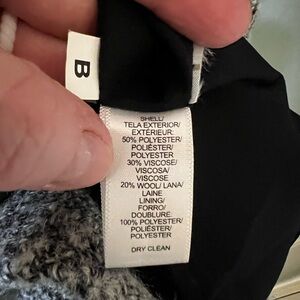 B
SHELL/
TELA EXTERIOR/
EXTÉRIEUR:
50% POLYESTER/
POLIÉSTER/
POLYESTER
30% VISCOSE/
VISCOSA/
VISCOSE
20% WOOL/ LANA/
LAINE
LINING/
FORRO/
DOUBLURE:
100% POLYESTER/
POLIÉSTER/
POLYESTER
DRY CLEAN